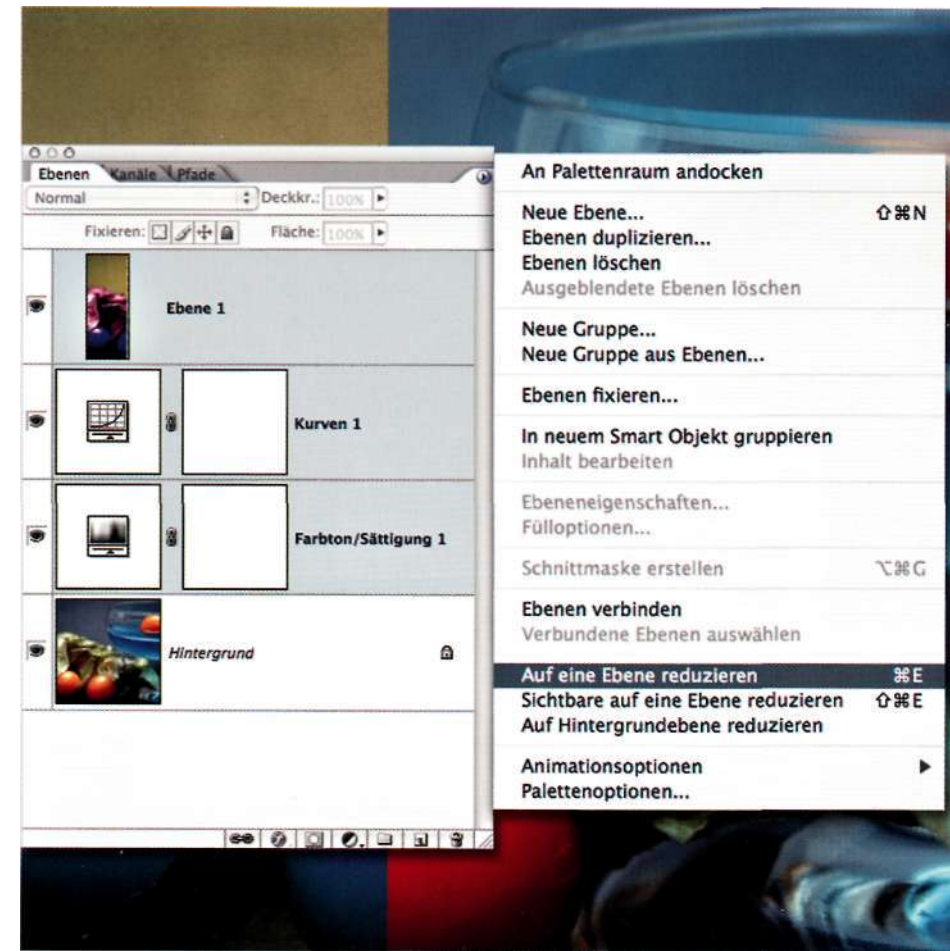 Ebenen Kanäle Pfade
Normal Deckkr.: 100%
Fixieren: Fläche: 100%
Ebene 1
Kurven 1
Farbton/Sättigung 1
Hintergrund
An Palettenraum andocken
Neue Ebene... ⇧⌘N
Ebenen duplizieren...
Ebenen löschen
Ausgeblendete Ebenen löschen
Neue Gruppe...
Neue Gruppe aus Ebenen...
Ebenen fixieren...
In neuem Smart Objekt gruppieren
Inhalt bearbeiten
Ebeneneigenschaften...
Fülloptionen...
Schnittmaske erstellen ⌥⌘G
Ebenen verbinden
Verbundene Ebenen auswählen
Auf eine Ebene reduzieren ⌘E
Sichtbare auf eine Ebene reduzieren ⇧⌘E
Auf Hintergrundebene reduzieren
Animationsoptionen
Palettenoptionen...